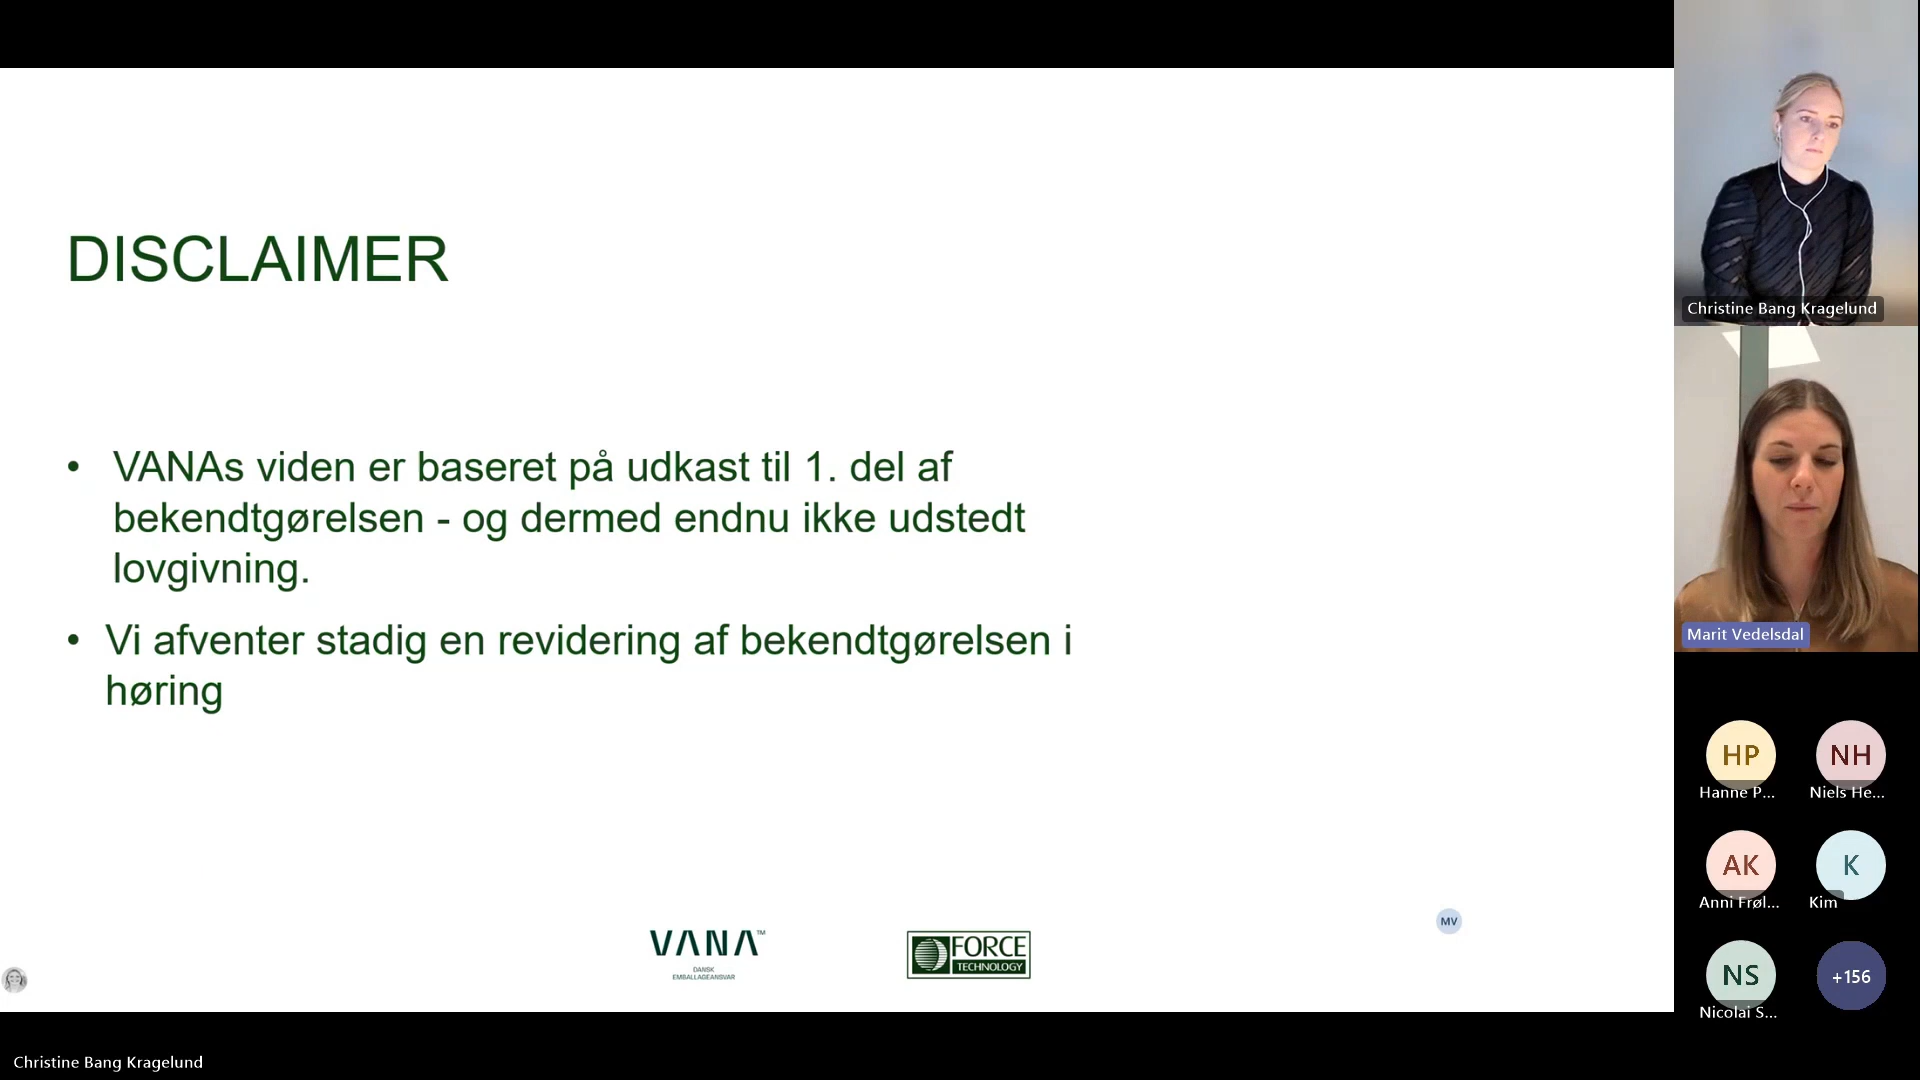 DISCLAIMER
• VANAs viden er baseret på udkast til 1. del af
bekendtgørelsen - og dermed endnu ikke udstedt
lovgivning.
• Vi afventer stadig en revidering af bekendtgørelsen i
høring
VANA™
DANSK
EMBALLAGEANSVAR
FORCE
TECHNOLOGY
MV
Christine Bang Kragelund
Marit Vedelsdal
HP
Hanne P...
NH
Niels He...
AK
Anni Frøl...
K
Kim
NS
Nicolai S...
+156
Christine Bang Kragelund